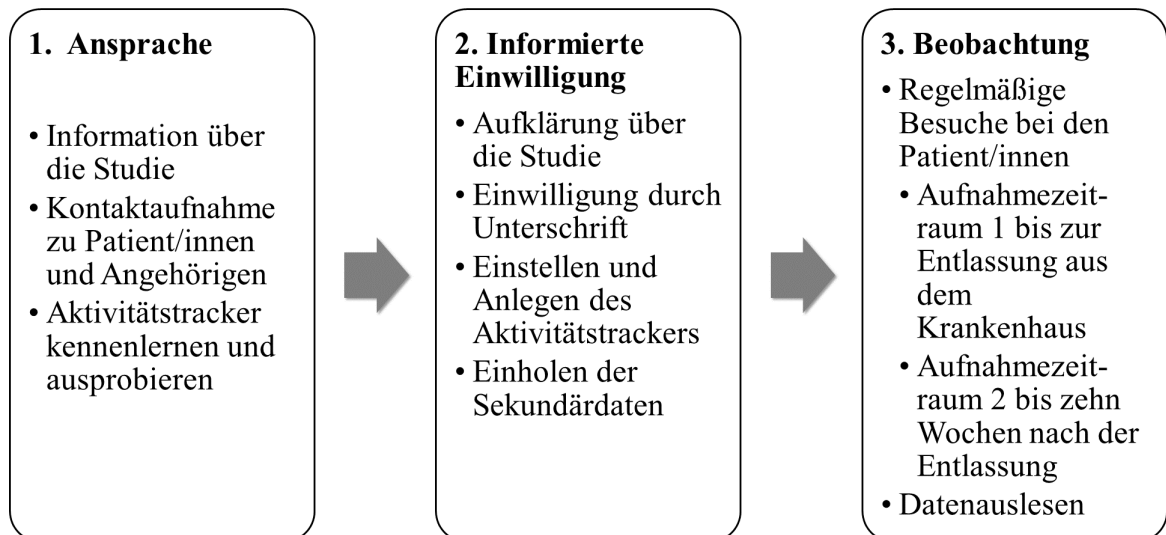 1. Ansprache
• Information über
die Studie
• Kontaktaufnahme
zu Patient/innen
und Angehörigen
• Aktivitätstracker
kennenlernen und
ausprobieren
2. Informierte
Einwilligung
• Aufklärung über
die Studie
• Einwilligung durch
Unterschrift
• Einstellen und
Anlegen des
Aktivitätstrackers
• Einholen der
Sekundärdaten
3. Beobachtung
• Regelmäßige
Besuche bei den
Patient/innen
• Aufnahmezeit-
raum 1 bis zur
Entlassung aus
dem
Krankenhaus
• Aufnahmezeit-
raum 2 bis zehn
Wochen nach der
Entlassung
• Datenauslesen